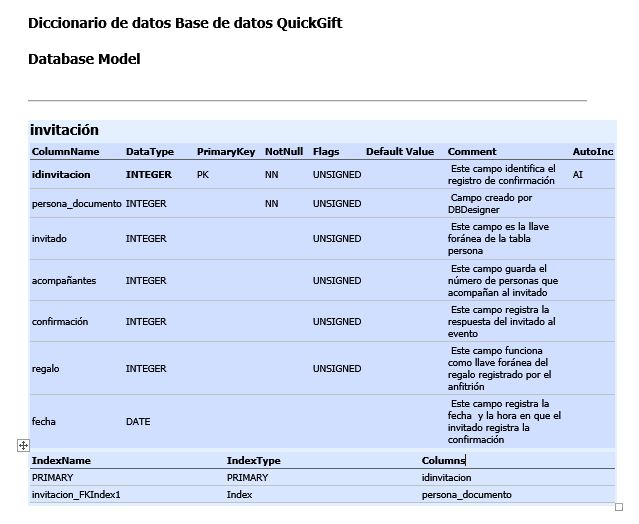 Diccionario de datos Base de datos QuickGift
Database Model
invitación
ColumnName DataType PrimaryKey NotNull Flags Default Value Comment AutoInc
idinvitacion INTEGER PK NN UNSIGNED Este campo identifica el registro de confirmación AI
persona_documento INTEGER NN UNSIGNED Campo creado por DBDesigner
invitado INTEGER UNSIGNED Este campo es la llave foránea de la tabla persona
acompañantes INTEGER UNSIGNED Este campo guarda el número de personas que acompañan al invitado
confirmación INTEGER UNSIGNED Este campo registra la respuesta del invitado al evento
regalo INTEGER UNSIGNED Este campo funciona como llave foránea del regalo registrado por el anfitrión
fecha DATE Este campo registra la fecha y la hora en que el invitado registra la confirmación
IndexName IndexType Columns
PRIMARY PRIMARY idinvitacion
invitacion_FKIndex1 Index persona_documento